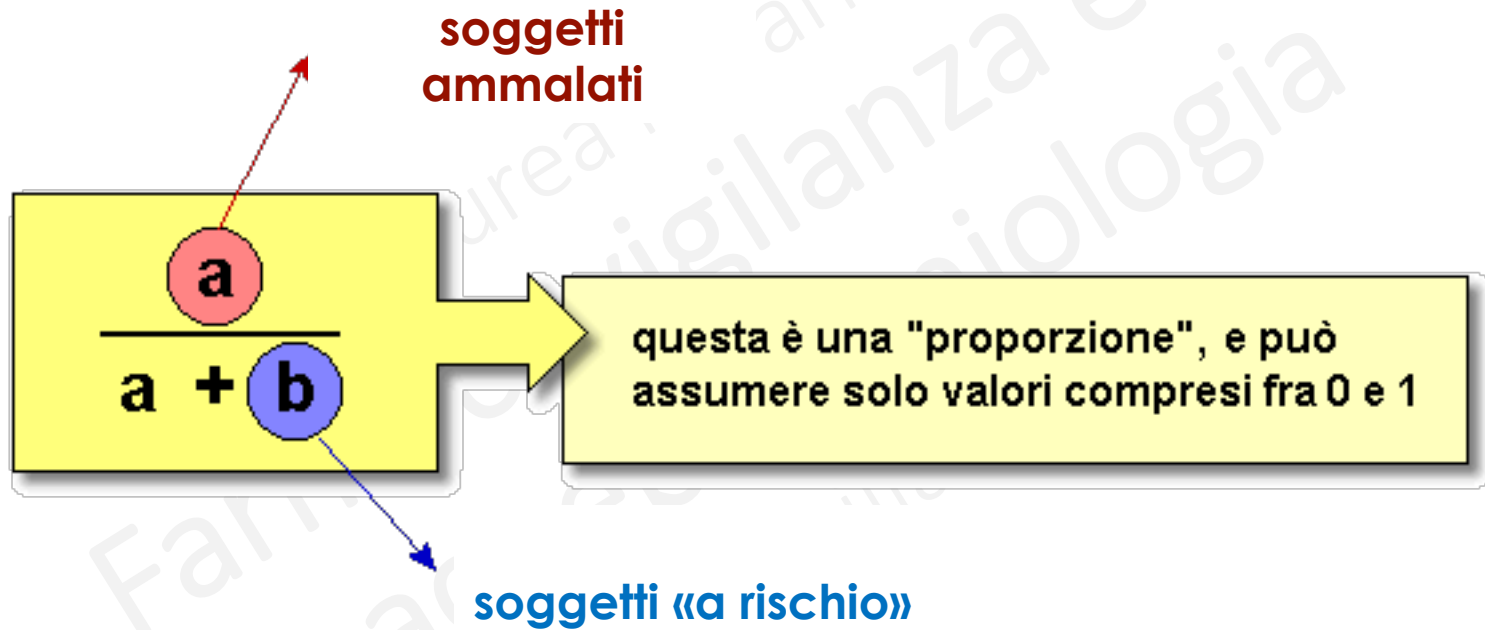 soggetti
ammalati
a
a + b
questa è una "proporzione", e può
assumere solo valori compresi fra 0 e 1
soggetti «a rischio»